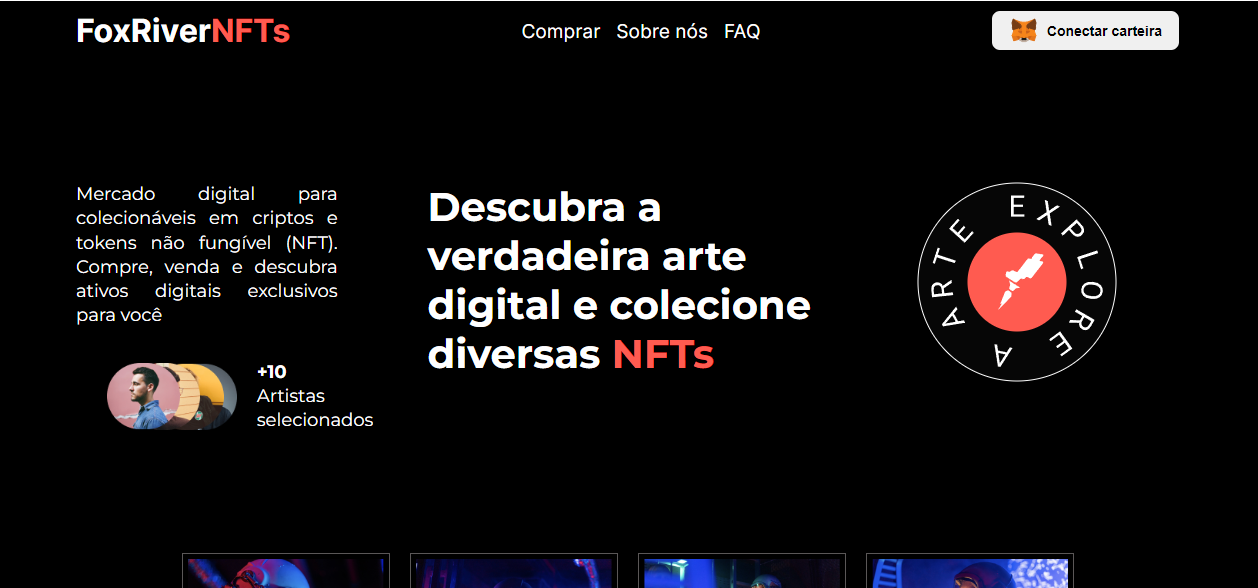 FoxRiverNFTs
Comprar Sobre nós FAQ
Conectar carteira
Mercado digital para
colecionáveis em criptos e
tokens não fungível (NFT).
Compre, venda e descubra
ativos digitais exclusivos
para você
+10
Artistas
selecionados
Descubra a
verdadeira arte
digital e colecione
diversas NFTs
EXPLORE A ARTE